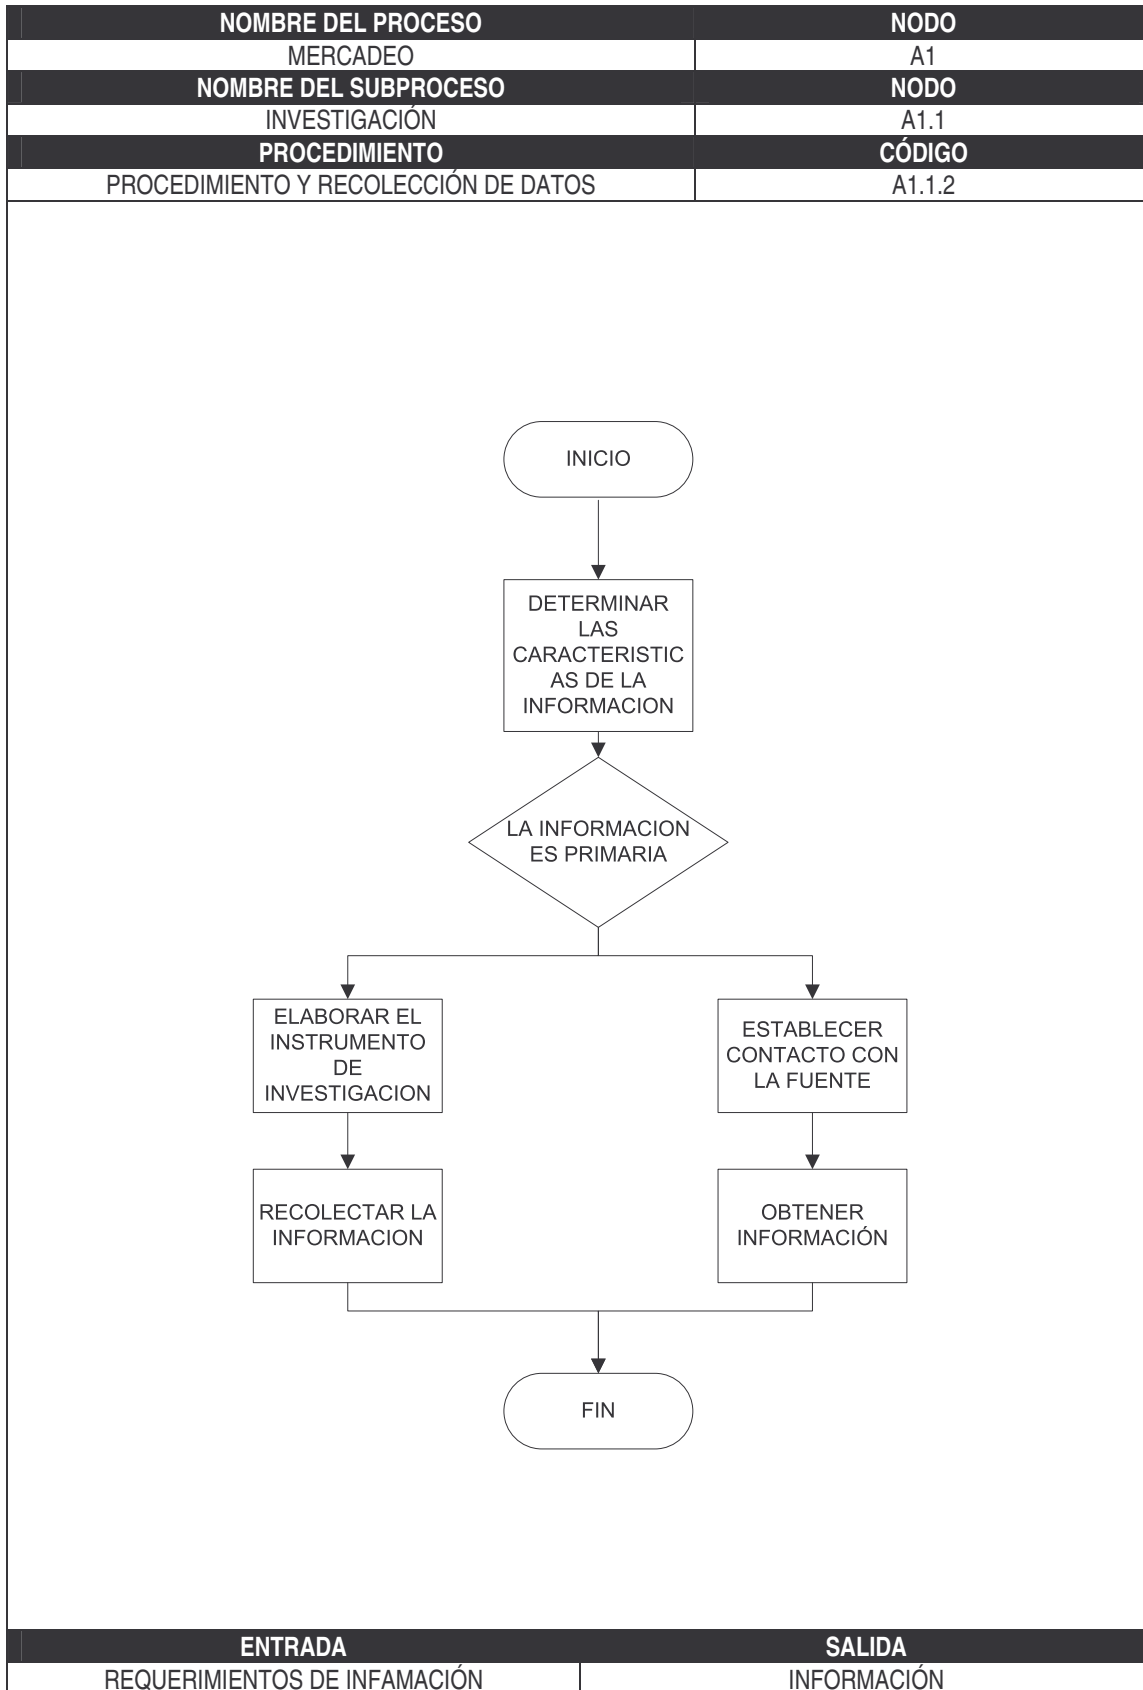 NOMBRE DEL PROCESO NODO
MERCADEO A1
NOMBRE DEL SUBPROCESO NODO
INVESTIGACIÓN A1.1
PROCEDIMIENTO CÓDIGO
PROCEDIMIENTO Y RECOLECCIÓN DE DATOS A1.1.2
INICIO
DETERMINAR
LAS
CARACTERISTIC
AS DE LA
INFORMACION
LA INFORMACION
ES PRIMARIA
ELABORAR EL
INSTRUMENTO
DE
INVESTIGACION
ESTABLECER
CONTACTO CON
LA FUENTE
RECOLECTAR LA
INFORMACION
OBTENER
INFORMACIÓN
FIN
ENTRADA SALIDA
REQUERIMIENTOS DE INFAMACIÓN INFORMACIÓN